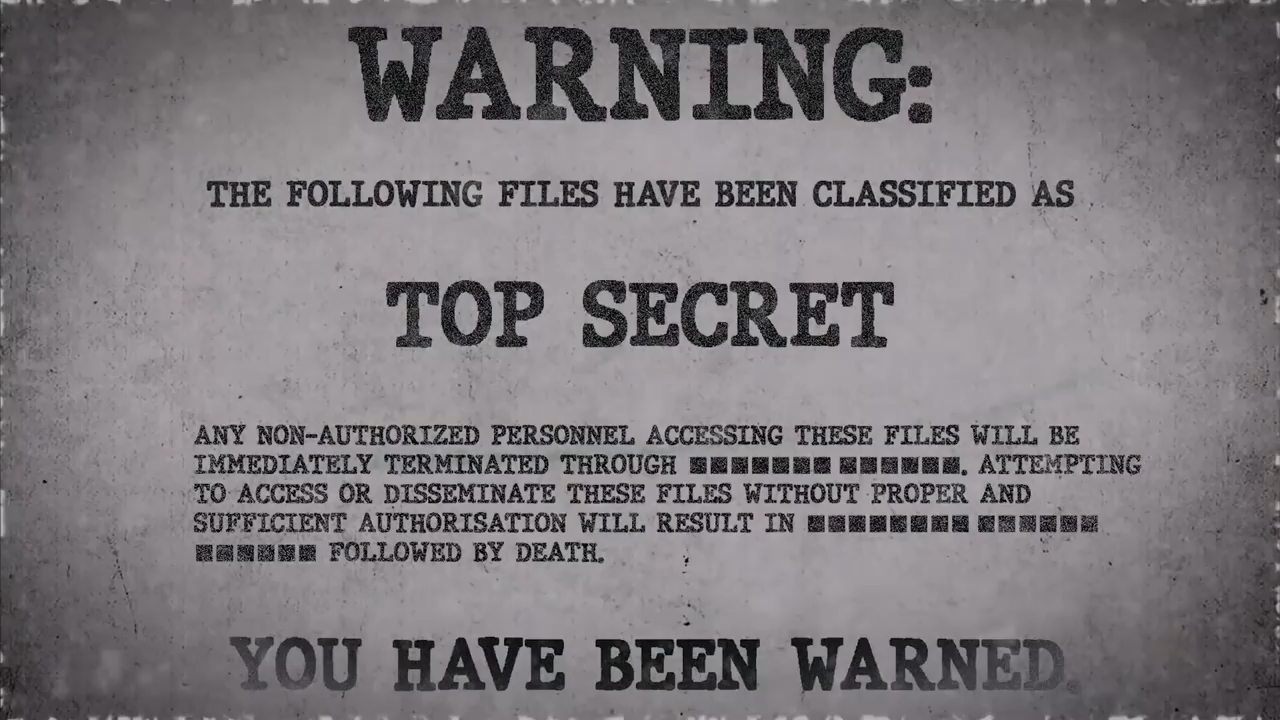 WARNING:
THE FOLLOWING FILES HAVE BEEN CLASSIFIED AS
TOP SECRET
ANY NON-AUTHORIZED PERSONNEL ACCESSING THESE FILES WILL BE
IMMEDIATELY TERMINATED THROUGH ■■■■■■■ ■■■■■■. ATTEMPTING
TO ACCESS OR DISSEMINATE THESE FILES WITHOUT PROPER AND
SUFFICIENT AUTHORISATION WILL RESULT IN ■■■■■■■■ ■■■■■■
■■■■■■ FOLLOWED BY DEATH.
YOU HAVE BEEN WARNED.